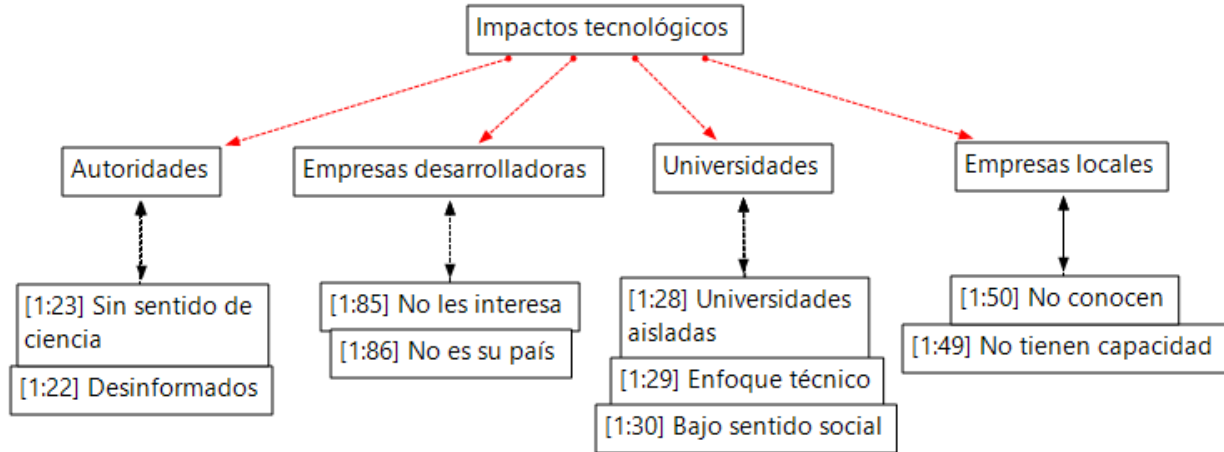 Impactos tecnológicos
Autoridades
Empresas desarrolladoras
Universidades
Empresas locales
[1:23] Sin sentido de
ciencia
[1:22] Desinformados
[1:85] No les interesa
[1:86] No es su país
[1:28] Universidades
aisladas
[1:29] Enfoque técnico
[1:30] Bajo sentido social
[1:50] No conocen
[1:49] No tienen capacidad